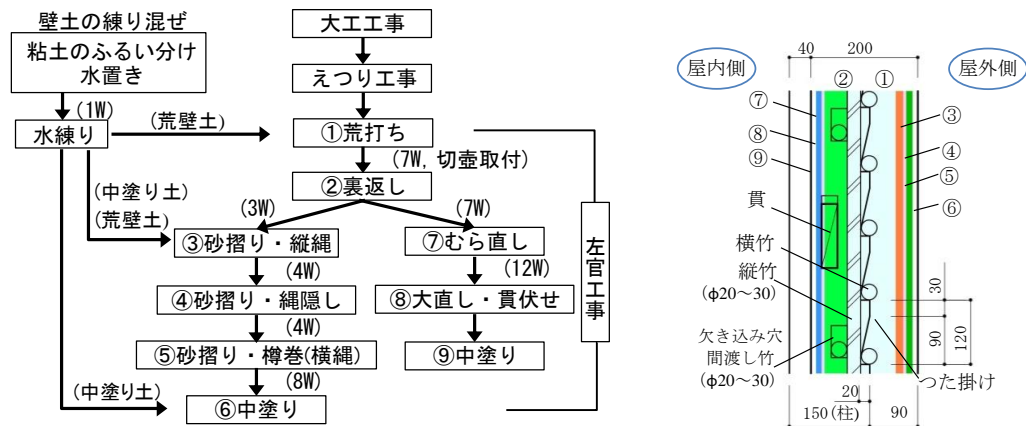 壁土の練り混ぜ
粘土のふるい分け
水置き
(1W)
水練り
(荒壁土)
(中塗り土)
(荒壁土)
(中塗り土)
大工工事
えつり工事
①荒打ち
(7W, 切壺取付)
②裏返し
(3W)
(7W)
③砂摺り・縦縄
(4W)
④砂摺り・縄隠し
(4W)
⑤砂摺り・樽巻(横縄)
(8W)
⑥中塗り
⑦むら直し
(12W)
⑧大直し・貫伏せ
⑨中塗り
左官工事
40
200
屋内側
②
①
屋外側
⑦
⑧
⑨
③
④
⑤
⑥
貫
横竹
縦竹
(φ20～30)
欠き込み穴
間渡し竹
(φ20～30)
30
90
120
つた掛け
20
150(柱)
90